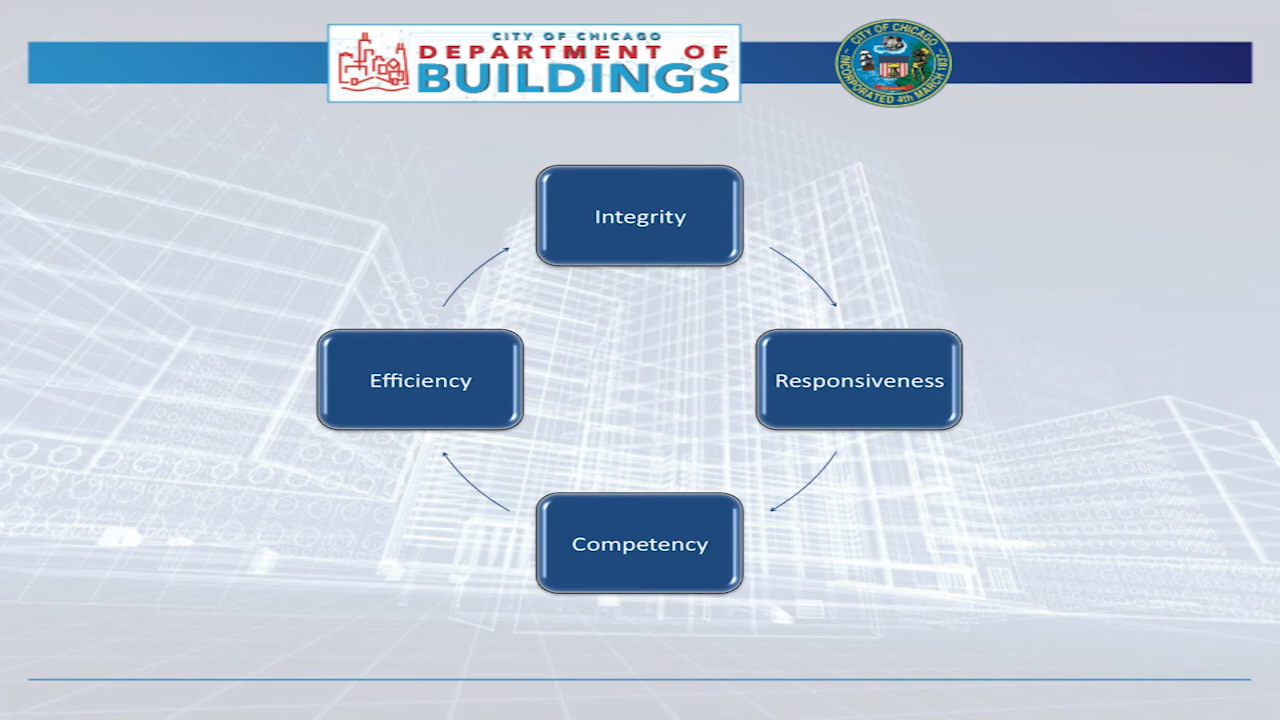 CITY OF CHICAGO
DEPARTMENT OF
BUILDINGS
CITY OF CHICAGO
INCORPORATED 4th MARCH 1837
Integrity
Efficiency
Responsiveness
Competency